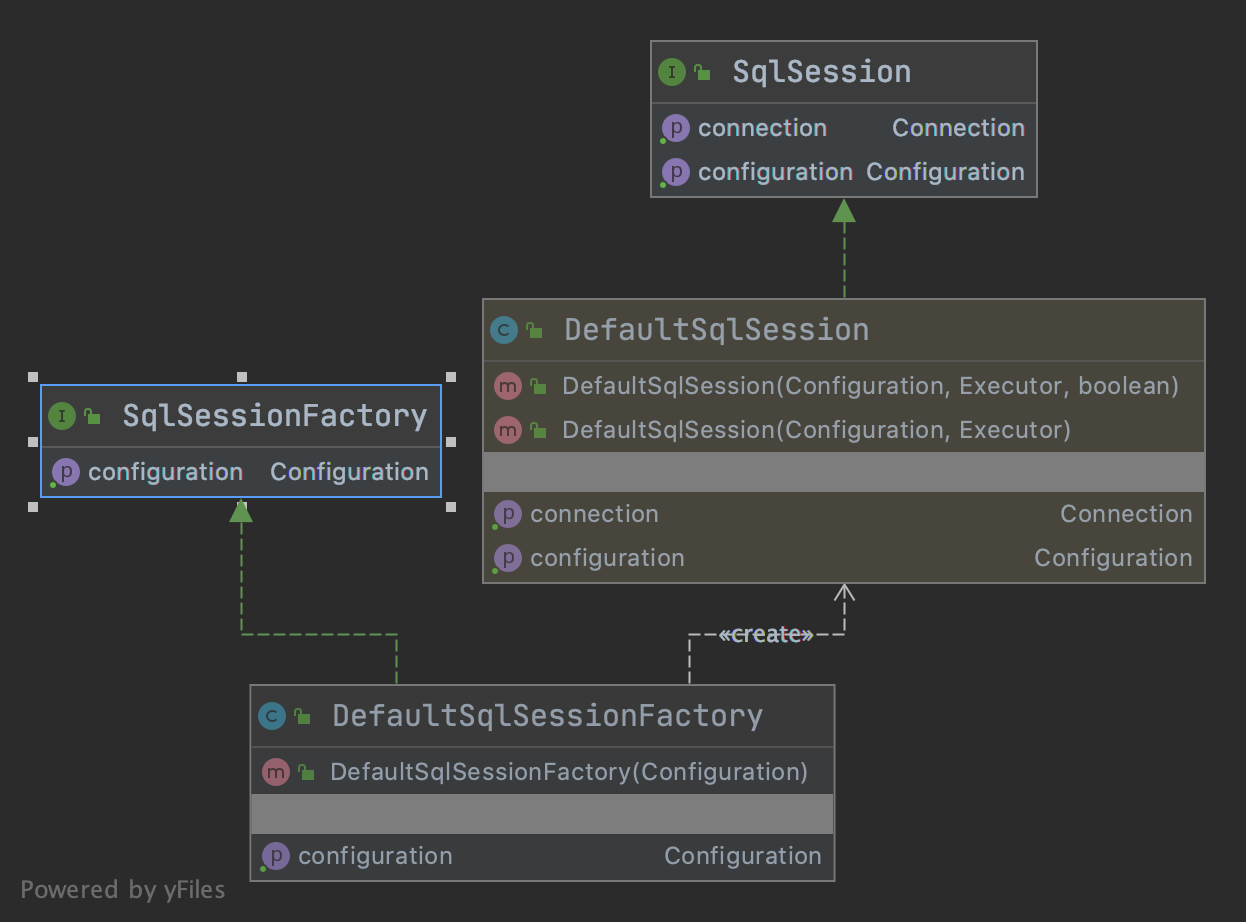 I SqlSession
p connection Connection
p configuration Configuration
C DefaultSqlSession
m DefaultSqlSession(Configuration, Executor, boolean)
m DefaultSqlSession(Configuration, Executor)
p connection Connection
p configuration Configuration
I SqlSessionFactory
p configuration Configuration
«create»
C DefaultSqlSessionFactory
m DefaultSqlSessionFactory(Configuration)
p configuration Configuration
Powered by yFiles